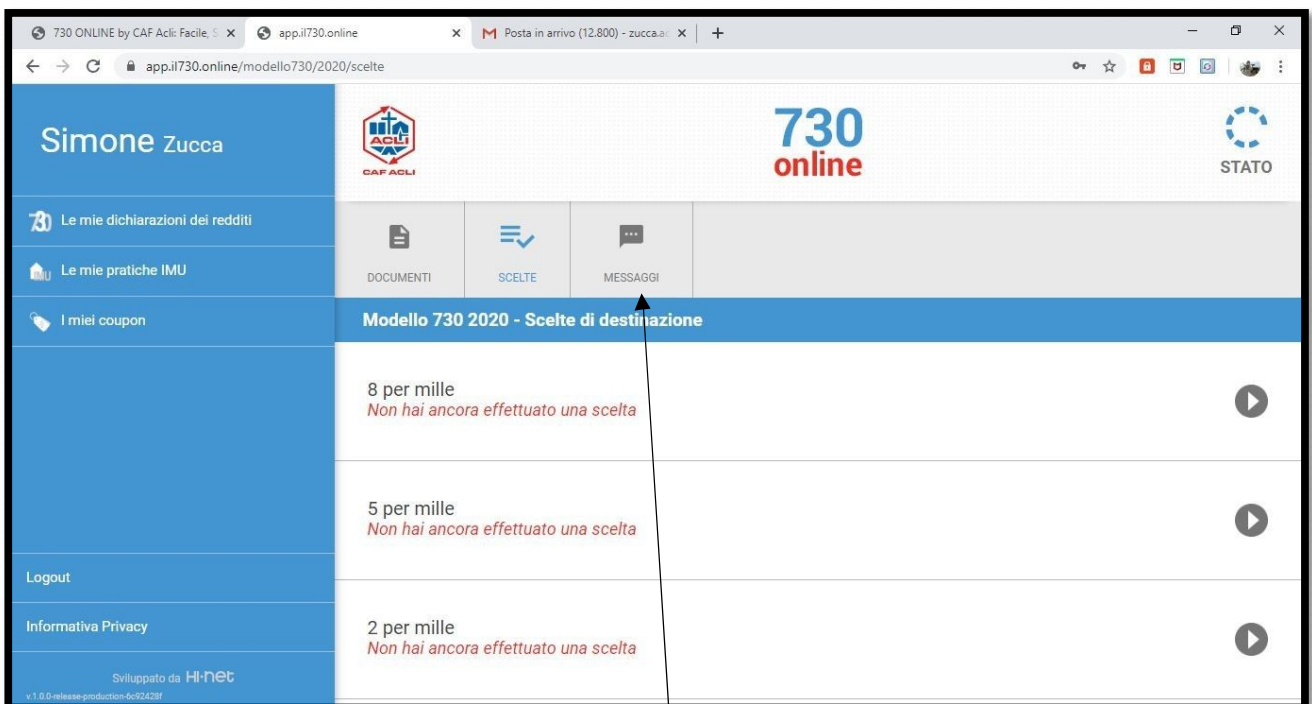 730 ONLINE by CAF Acli: Facile, S
app.il730.online
Posta in arrivo (12.800) - zucca.ac
app.il730.online/modello730/2020/scelte
Simone Zucca
Le mie dichiarazioni dei redditi
Le mie pratiche IMU
I miei coupon
Logout
Informativa Privacy
Sviluppato da HI-net
v.1.0.0-release-production-6c92428f
ACLI
CAF ACLI
730
online
STATO
DOCUMENTI
SCELTE
MESSAGGI
Modello 730 2020 - Scelte di destinazione
8 per mille
Non hai ancora effettuato una scelta
5 per mille
Non hai ancora effettuato una scelta
2 per mille
Non hai ancora effettuato una scelta